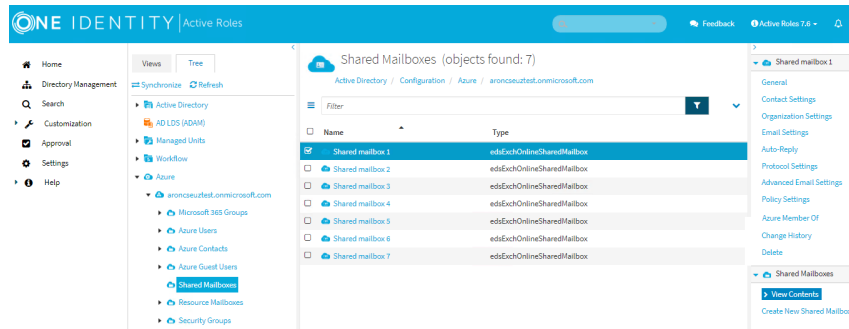 ONE IDENTITY Active Roles
Feedback
Active Roles 7.6
Home
Directory Management
Search
Customization
Approval
Settings
Help
Views Tree
Synchronize Refresh
Active Directory
AD LDS (ADAM)
Managed Units
Workflow
Azure
aroncseuztest.onmicrosoft.com
Microsoft 365 Groups
Azure Users
Azure Contacts
Azure Guest Users
Shared Mailboxes
Resource Mailboxes
Security Groups
Shared Mailboxes (objects found: 7)
Active Directory / Configuration / Azure / aroncseuztest.onmicrosoft.com
Filter
Name Type
Shared mailbox 1 edsExchOnlineSharedMailbox
Shared mailbox 2 edsExchOnlineSharedMailbox
Shared mailbox 3 edsExchOnlineSharedMailbox
Shared mailbox 4 edsExchOnlineSharedMailbox
Shared mailbox 5 edsExchOnlineSharedMailbox
Shared mailbox 6 edsExchOnlineSharedMailbox
Shared mailbox 7 edsExchOnlineSharedMailbox
Shared mailbox 1
General
Contact Settings
Organization Settings
Email Settings
Auto-Reply
Protocol Settings
Advanced Email Settings
Policy Settings
Azure Member Of
Change History
Delete
Shared Mailboxes
View Contents
Create New Shared Mailbo